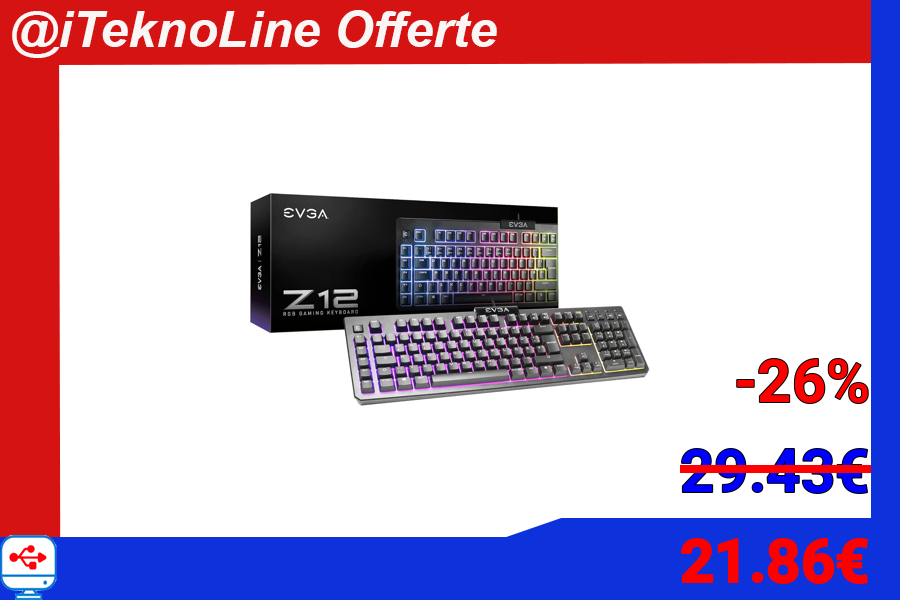 @iTeknoLine Offerte
EVGA
EVGA
EVGA | Z12
Z12
RGB GAMING KEYBOARD
EVGA
-26%
29.43€
21.86€